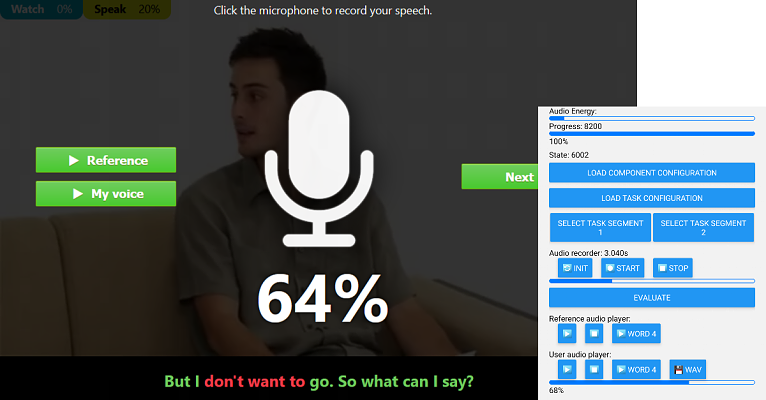 Watch 0% Speak 20%
Click the microphone to record your speech.
Reference
My voice
Next
64%
But I don't want to go. So what can I say?
Audio Energy:
Progress: 8200
100%
State: 6002
LOAD COMPONENT CONFIGURATION
LOAD TASK CONFIGURATION
SELECT TASK SEGMENT
1
SELECT TASK SEGMENT
2
Audio recorder: 3.040s
INIT START STOP
EVALUATE
Reference audio player:
WORD 4
User audio player:
WORD 4 WAV
68%